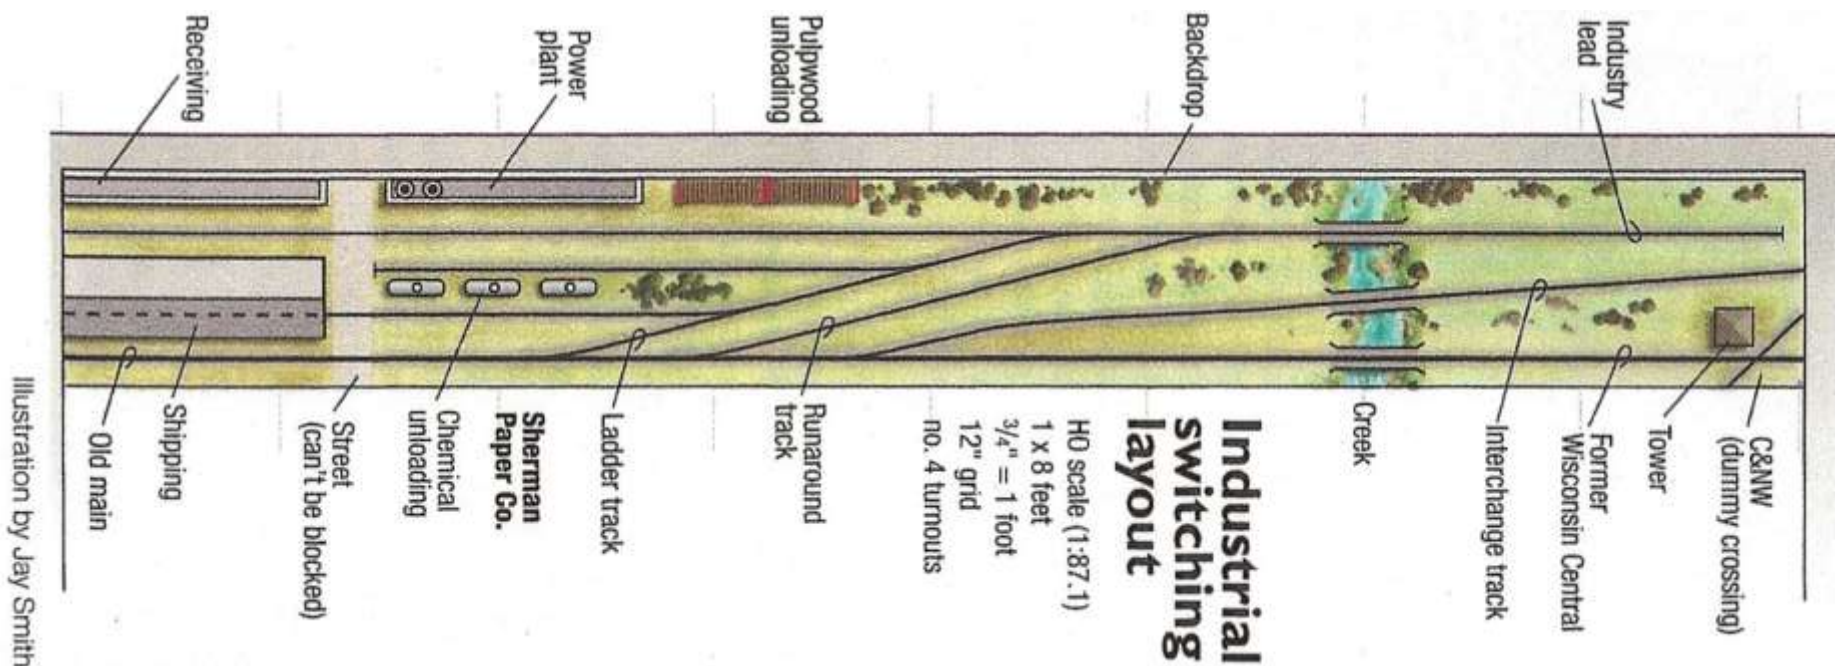 Receiving
Power
plant
Pulpwood
unloading
Backdrop
Industry
lead
Old main
Shipping
Street
(can't be blocked)
Chemical
unloading
Sherman
Paper Co.
Ladder track
Runaround
track
Industrial
switching
layout
HO scale (1:87.1)
1 x 8 feet
3/4" = 1 foot
12" grid
no. 4 turnouts
Creek
Interchange track
Former
Wisconsin Central
Tower
C&NW
(dummy crossing)
Illustration by Jay Smith